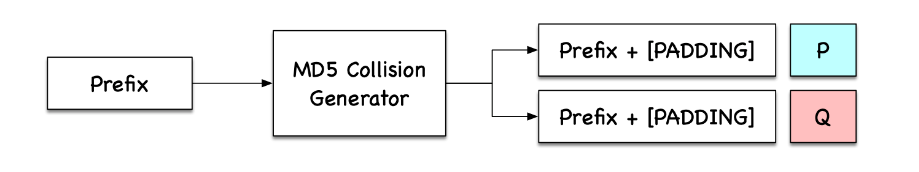 Prefix
MD5 Collision
Generator
Prefix + [PADDING]
P
Prefix + [PADDING]
Q